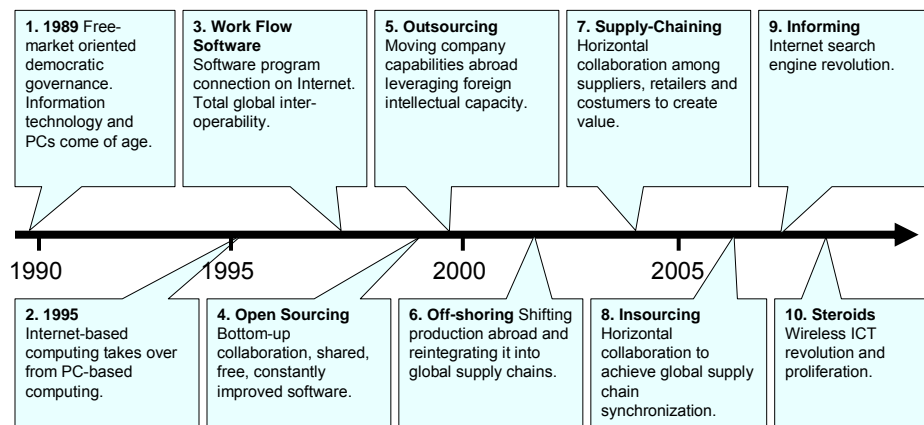 1. 1989 Free-
market oriented
democratic
governance.
Information
technology and
PCs come of age.
3. Work Flow
Software
Software program
connection on Internet.
Total global inter-
operability.
5. Outsourcing
Moving company
capabilities abroad
leveraging foreign
intellectual capacity.
7. Supply-Chaining
Horizontal
collaboration among
suppliers, retailers and
costumers to create
value.
9. Informing
Internet search
engine revolution.
1990
1995
2000
2005
2. 1995
Internet-based
computing takes over
from PC-based
computing.
4. Open Sourcing
Bottom-up
collaboration, shared,
free, constantly
improved software.
6. Off-shoring Shifting
production abroad and
reintegrating it into
global supply chains.
8. Insourcing
Horizontal
collaboration to
achieve global supply
chain
synchronization.
10. Steroids
Wireless ICT
revolution and
proliferation.